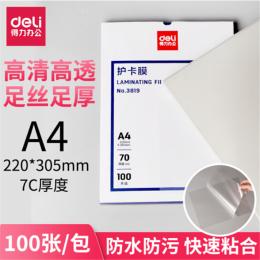 deli
得力办公
高清高透
足丝足厚
A4
220*305mm
7C厚度
100张/包
防水防污 快速粘合
deli
得力办公
护卡膜
LAMINATING FILM
No.3819
A4
70
100